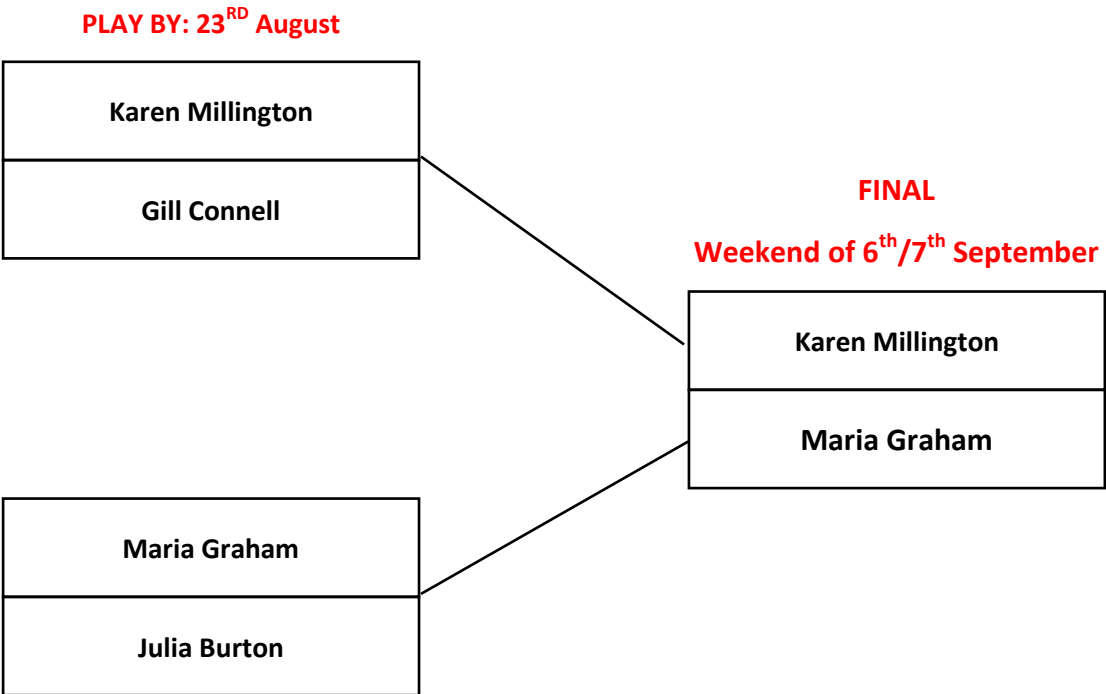 PLAY BY: 23RD August
Karen Millington
Gill Connell
FINAL
Weekend of 6th/7th September
Karen Millington
Maria Graham
Maria Graham
Julia Burton